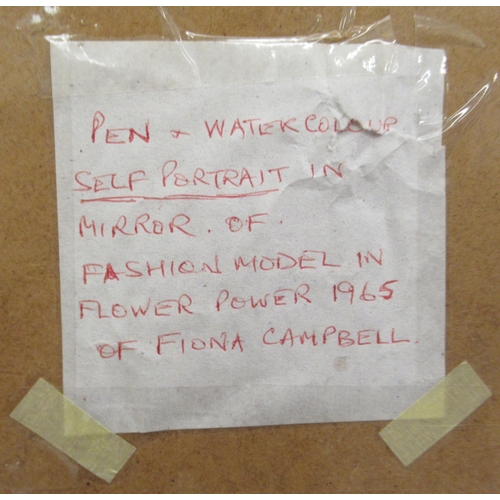 PEN & WATERCOLOUR
SELF PORTRAIT IN
MIRROR. OF
FASHION MODEL IN
FLOWER POWER 1965
OF. FIONA CAMPBELL.